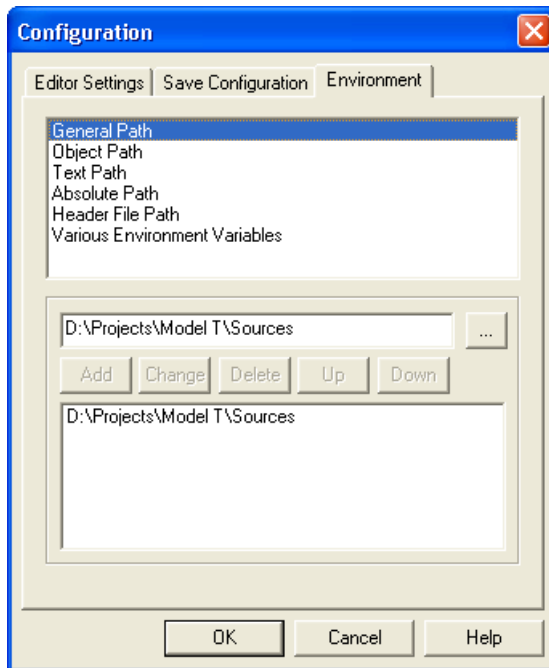 Configuration
Editor Settings Save Configuration Environment
General Path
Object Path
Text Path
Absolute Path
Header File Path
Various Environment Variables
D:\Projects\Model T\Sources ...
Add Change Delete Up Down
D:\Projects\Model T\Sources
OK Cancel Help